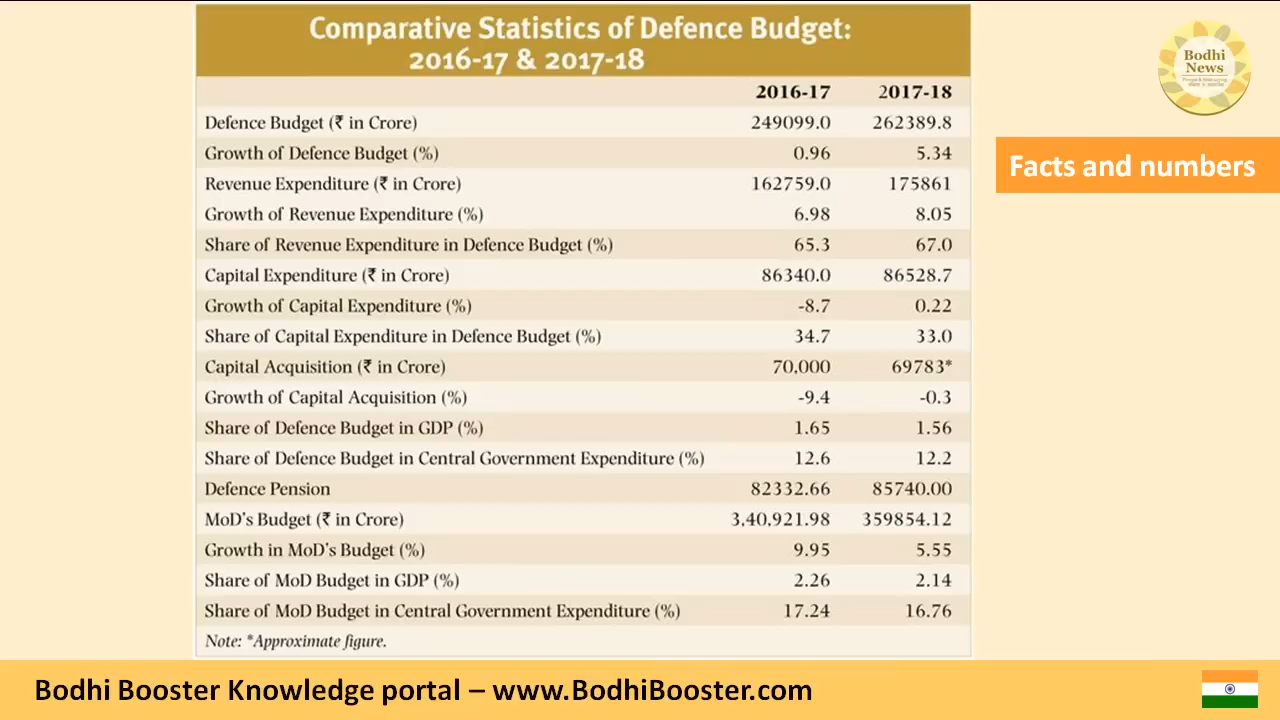 Comparative Statistics of Defence Budget:
2016-17 & 2017-18
2016-17 2017-18
Defence Budget (₹ in Crore) 249099.0 262389.8
Growth of Defence Budget (%) 0.96 5.34
Revenue Expenditure (₹ in Crore) 162759.0 175861
Growth of Revenue Expenditure (%) 6.98 8.05
Share of Revenue Expenditure in Defence Budget (%) 65.3 67.0
Capital Expenditure (₹ in Crore) 86340.0 86528.7
Growth of Capital Expenditure (%) -8.7 0.22
Share of Capital Expenditure in Defence Budget (%) 34.7 33.0
Capital Acquisition (₹ in Crore) 70,000 69783*
Growth of Capital Acquisition (%) -9.4 -0.3
Share of Defence Budget in GDP (%) 1.65 1.56
Share of Defence Budget in Central Government Expenditure (%) 12.6 12.2
Defence Pension 82332.66 85740.00
MoD's Budget (₹ in Crore) 3,40,921.98 359854.12
Growth in MoD's Budget (%) 9.95 5.55
Share of MoD Budget in GDP (%) 2.26 2.14
Share of MoD Budget in Central Government Expenditure (%) 17.24 16.76
Note: *Approximate figure.
Bodhi
News
Facts and numbers
Bodhi Booster Knowledge portal – www.BodhiBooster.com